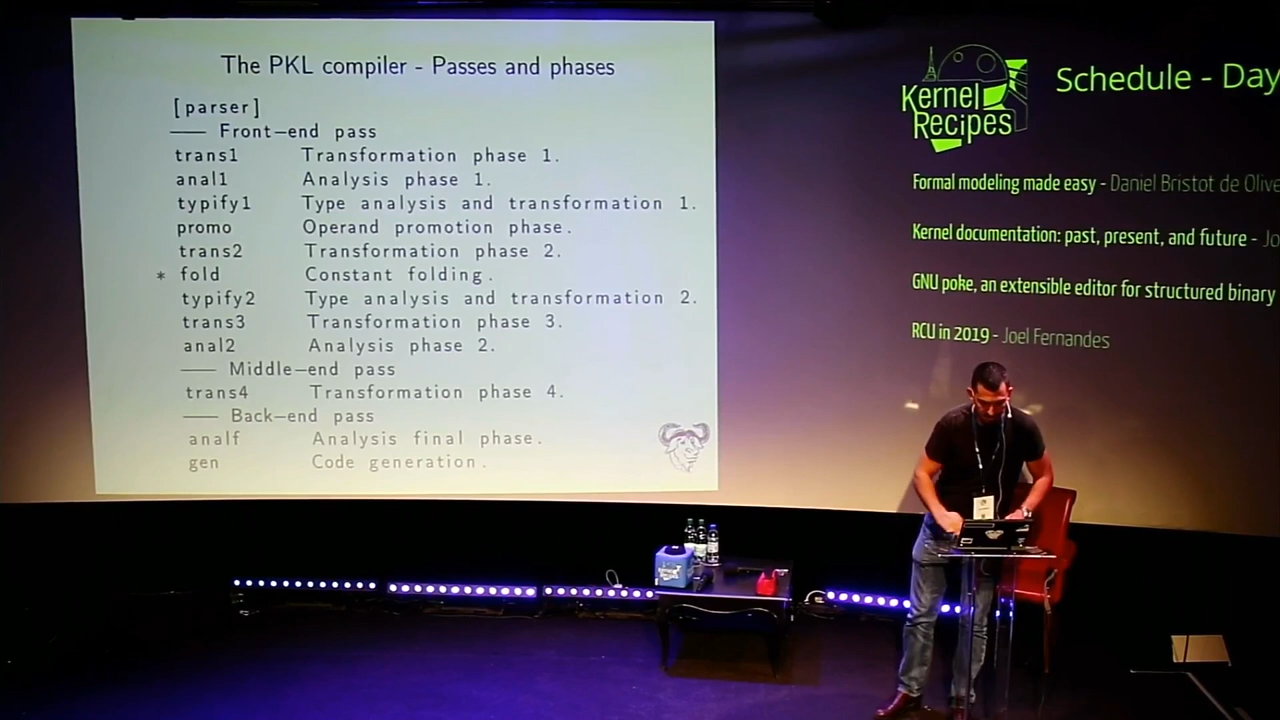 The PKL compiler - Passes and phases
[parser]
—— Front-end pass
trans1 Transformation phase 1.
anal1 Analysis phase 1.
typify1 Type analysis and transformation 1.
promo Operand promotion phase.
trans2 Transformation phase 2.
* fold Constant folding.
typify2 Type analysis and transformation 2.
trans3 Transformation phase 3.
anal2 Analysis phase 2.
—— Middle-end pass
trans4 Transformation phase 4.
—— Back-end pass
analf Analysis final phase.
gen Code generation.
Kernel
Recipes
Schedule - Day
Formal modeling made easy - Daniel Bristot de Olive
Kernel documentation: past, present, and future - Jo
GNU poke, an extensible editor for structured binary
RCU in 2019 - Joel Fernandes